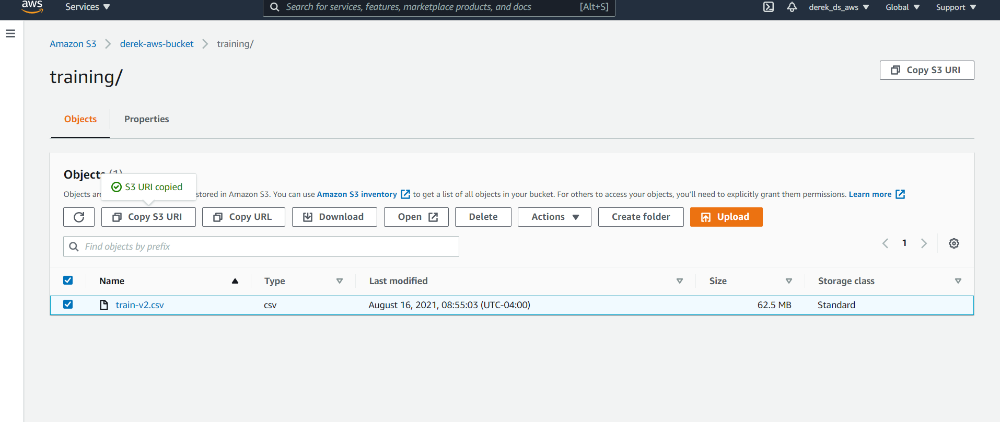 aws Services Search for services, features, marketplace products, and docs [Alt+S] derek_ds_aws Global Support
Amazon S3 derek-aws-bucket training/
training/
Copy S3 URI
Objects Properties
Objects (1)
S3 URI copied
Objects are stored in Amazon S3. You can use Amazon S3 inventory to get a list of all objects in your bucket. For others to access your objects, you'll need to explicitly grant them permissions. Learn more
Copy S3 URI Copy URL Download Open Delete Actions Create folder Upload
Find objects by prefix 1
Name Type Last modified Size Storage class
train-v2.csv csv August 16, 2021, 08:55:03 (UTC-04:00) 62.5 MB Standard